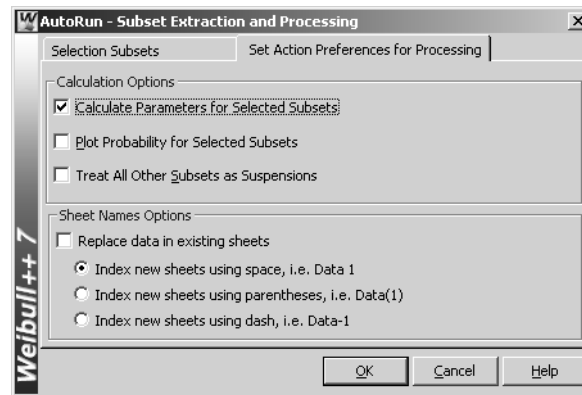 AutoRun - Subset Extraction and Processing
Selection Subsets
Set Action Preferences for Processing
Calculation Options
Calculate Parameters for Selected Subsets
Plot Probability for Selected Subsets
Treat All Other Subsets as Suspensions
Sheet Names Options
Replace data in existing sheets
Index new sheets using space, i.e. Data 1
Index new sheets using parentheses, i.e. Data(1)
Index new sheets using dash, i.e. Data-1
Weibull++ 7
OK
Cancel
Help